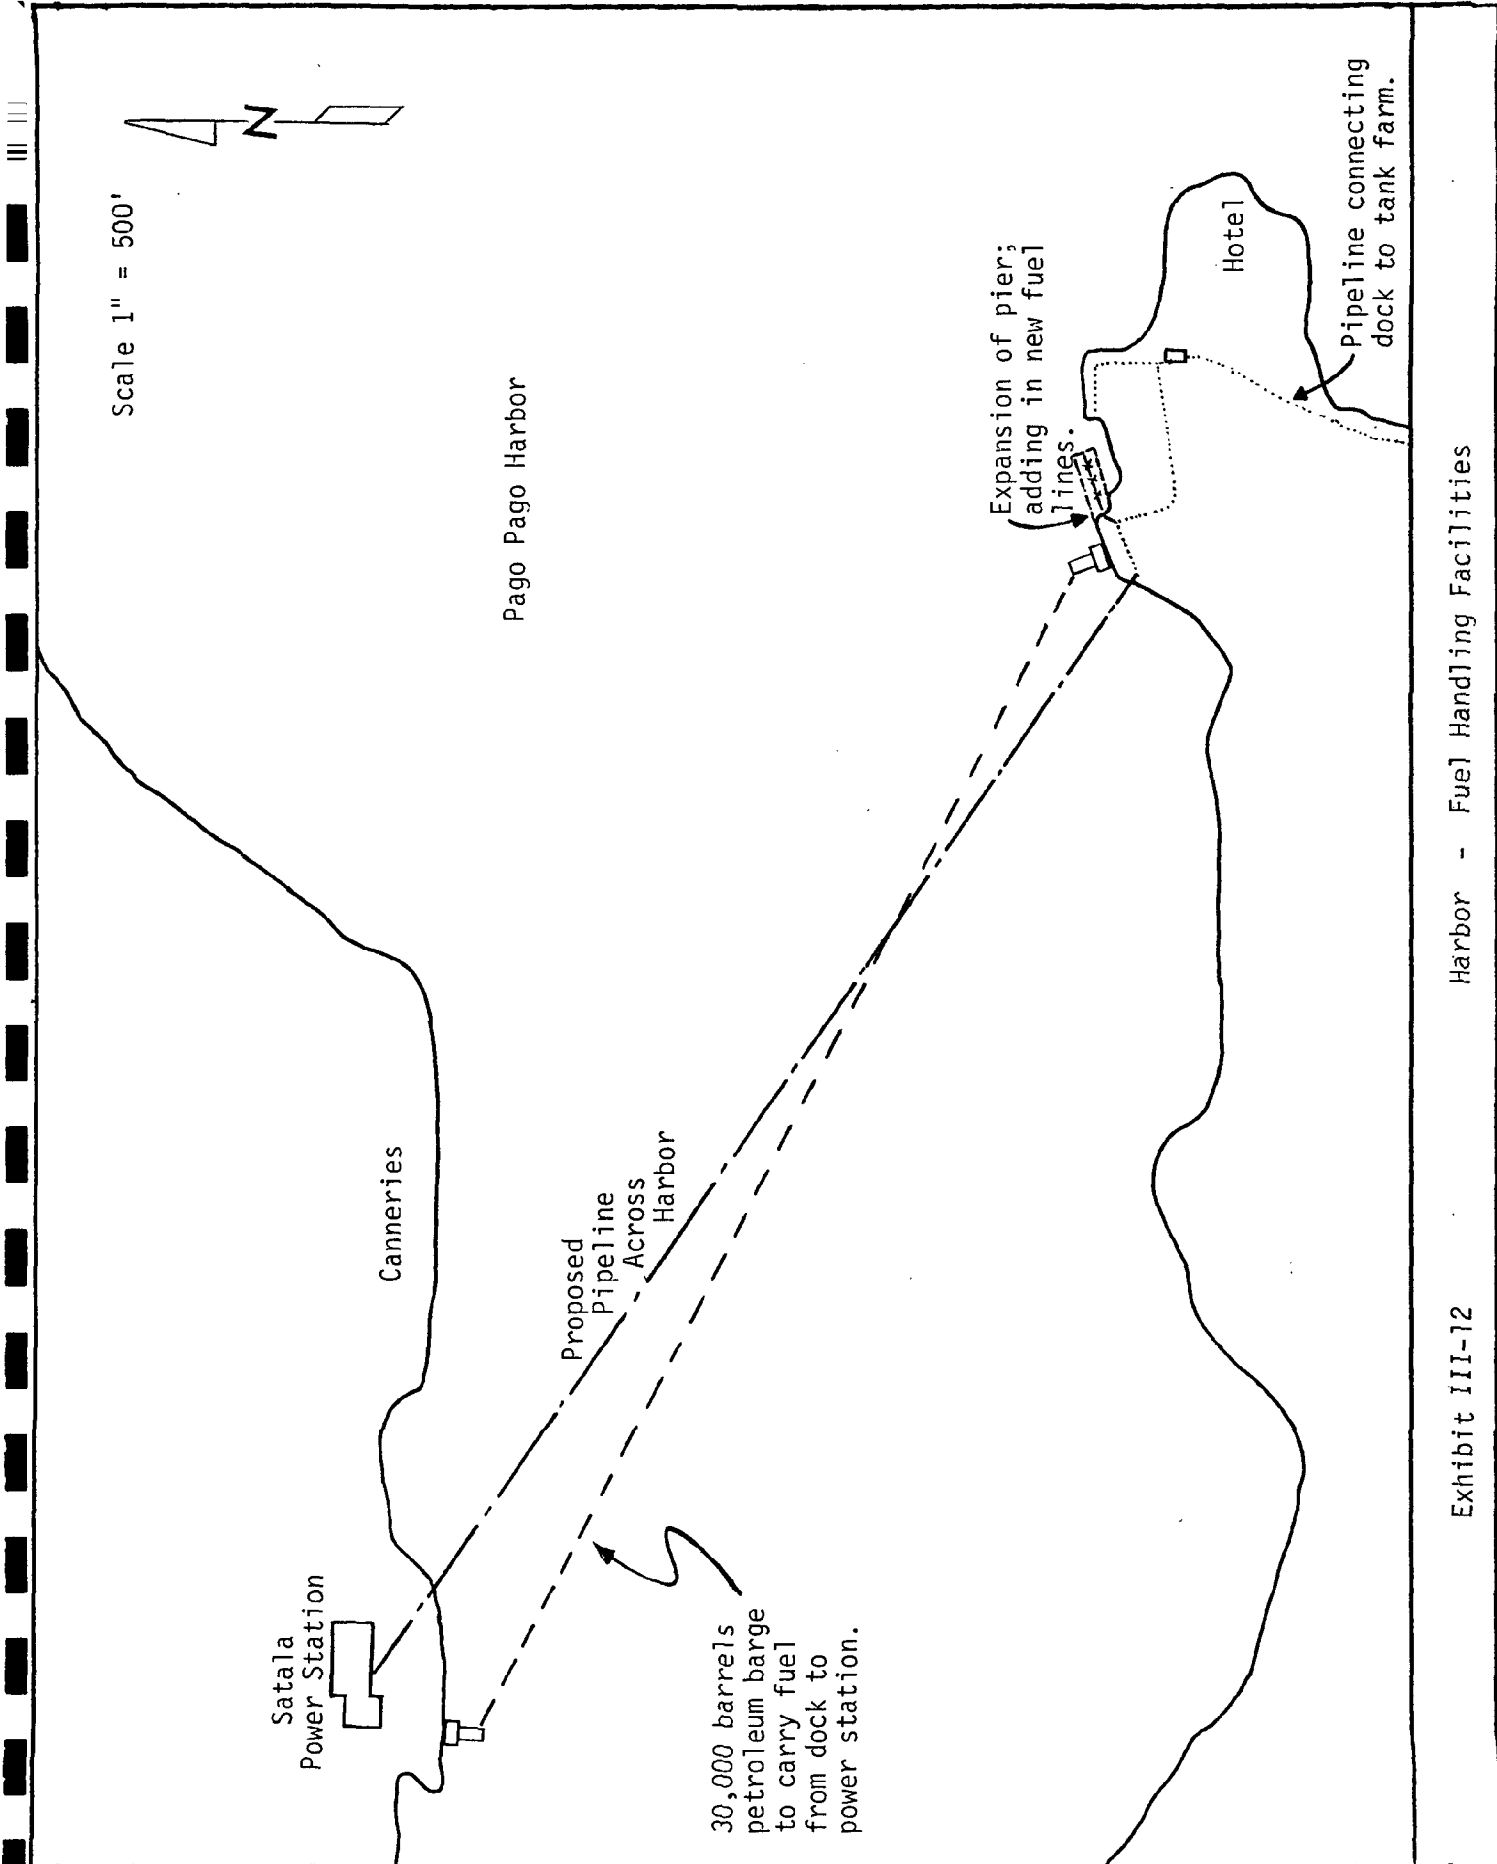 Scale 1" = 500'
N
Pago Pago Harbor
Canneries
Satala
Power Station
Proposed
Pipeline
Across
Harbor
30,000 barrels
petroleum barge
to carry fuel
from dock to
power station.
Expansion of pier;
adding in new fuel
lines.
Hotel
Pipeline connecting
dock to tank farm.
Exhibit III-12
Harbor - Fuel Handling Facilities